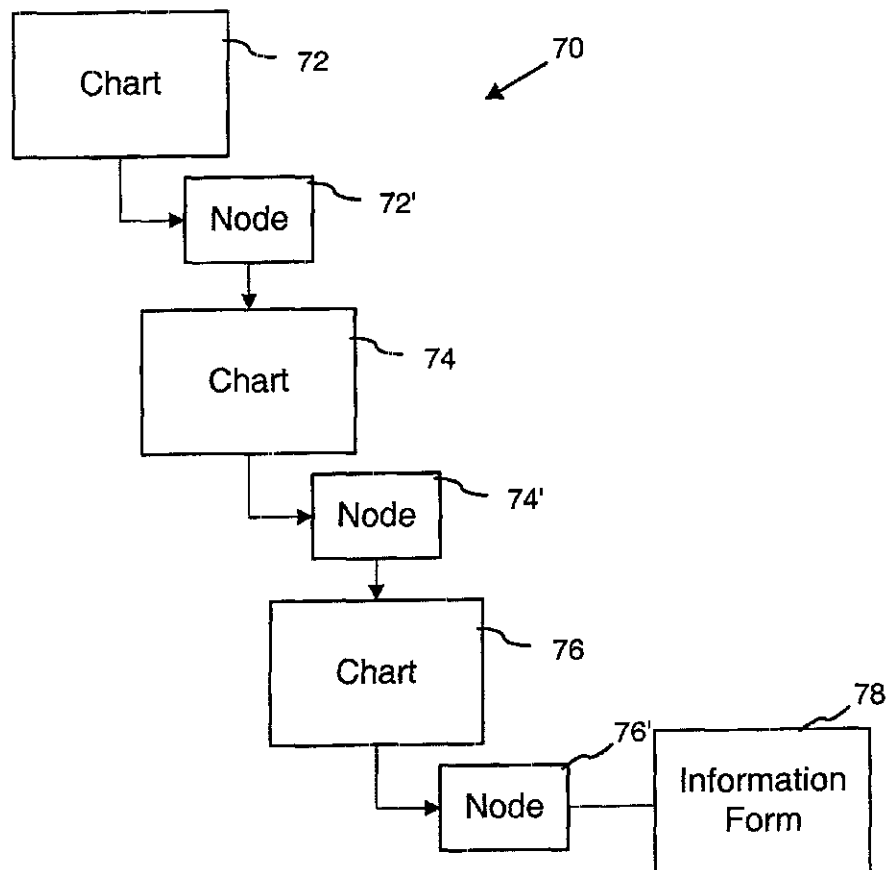 Chart
72
70
Node
72'
Chart
74
Node
74'
Chart
76
Node
76'
78
Information
Form